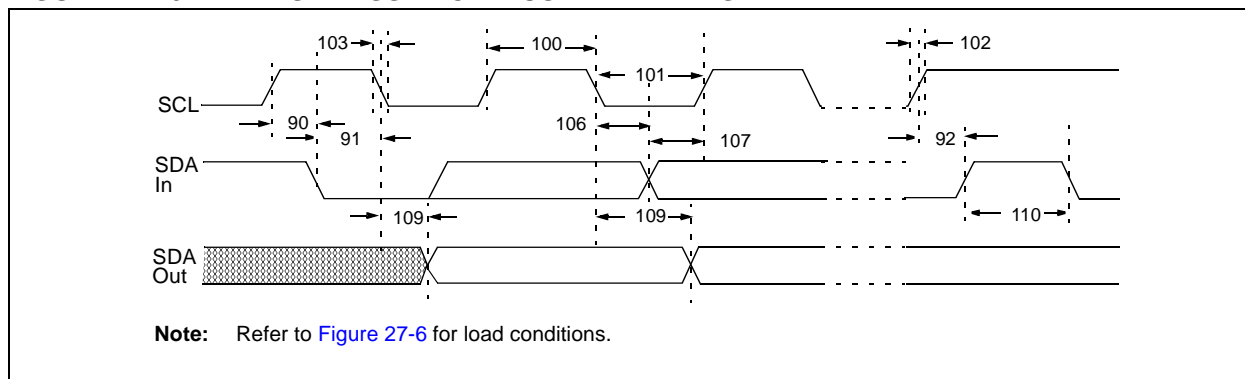 103
100
101
102
SCL
90
91
106
107
92
SDA
In
109
109
110
SDA
Out
Note: Refer to Figure 27-6 for load conditions.